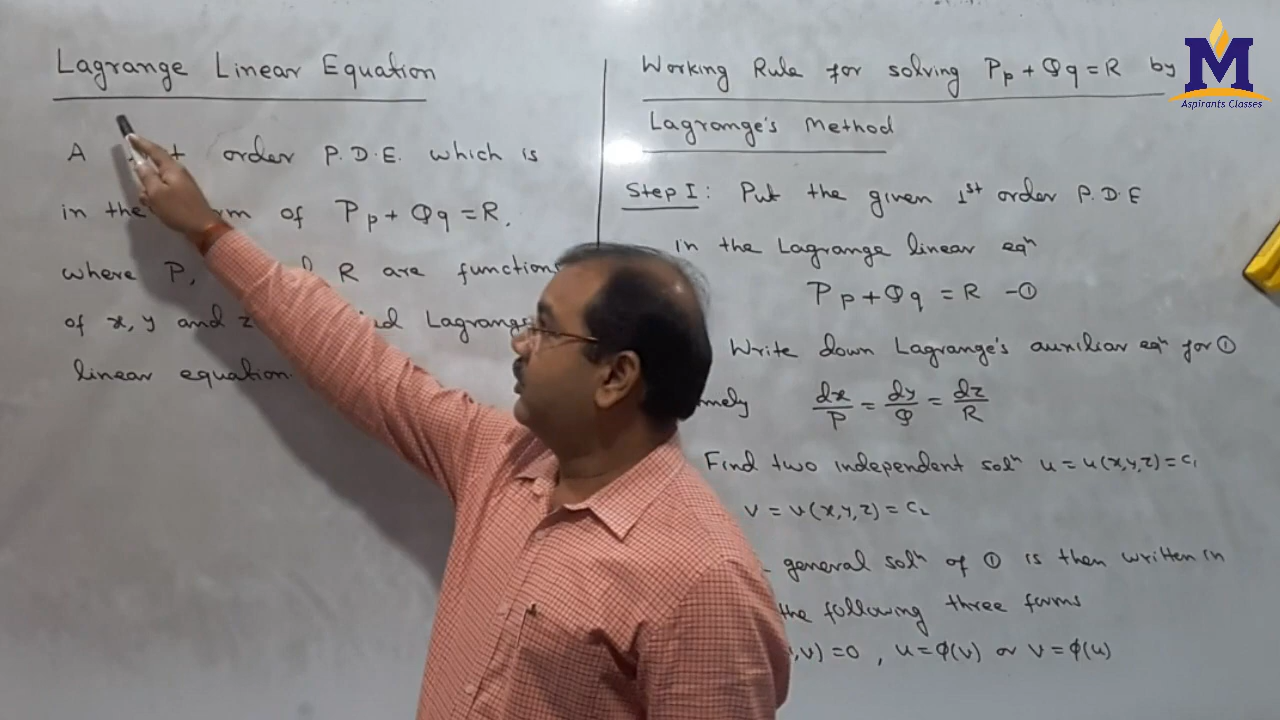 Lagrange Linear Equation
A order P.D.E. which is
in the of Pp + Qq = R,
where P, R are function
of x, y and z Lagrange
linear equation.
Working Rule for solving Pp + Qq = R by
Lagrange's Method
Step I : Put the given 1st order P.D.E
in the Lagrange linear eqn
Pp + Qq = R -①
Write down Lagrange's auxiliar eqn for ①
dx/P = dy/Q = dz/R
Find two independent soln u = u(x,y,z) = c₁
v = v(x,y,z) = c₂
general soln of ① is then written in
the following three forms
,v) = 0 , u = ϕ(v) or v = ϕ(u)
M
Aspirants Classes